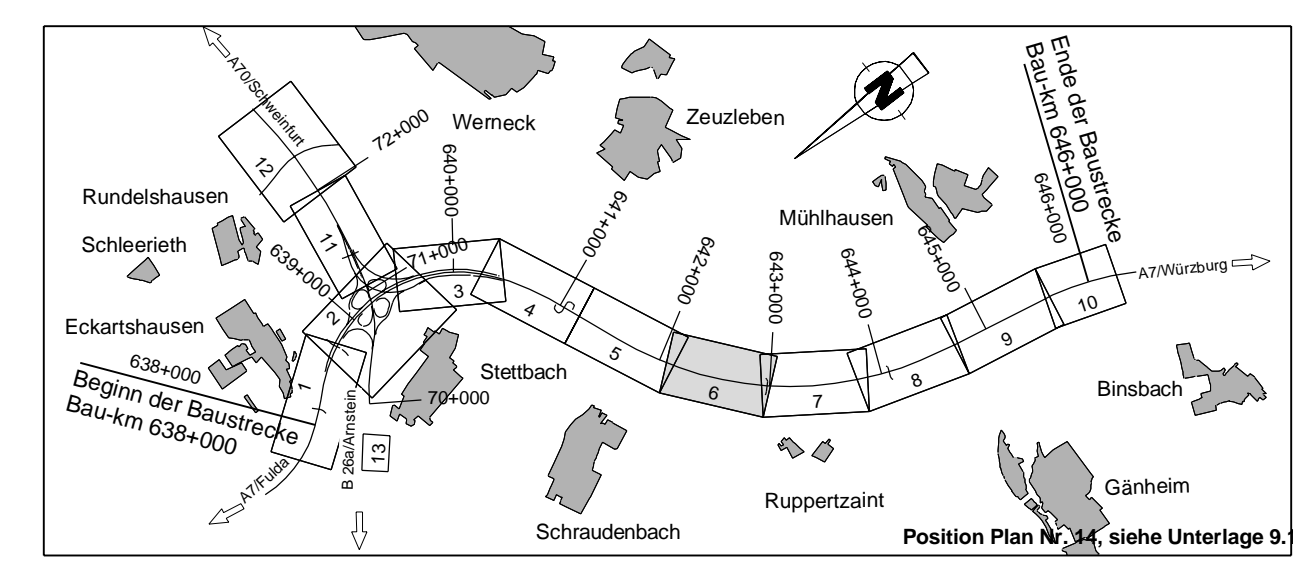 A70/Schweinfurt
Werneck
Zeuzleben
N
Ende der Baustrecke
Bau-km 646+000
646+000
12
72+000
640+000
Rundelshausen
Schleerieth
11
639+000
71+000
641+000
Mühlhausen
642+000
643+000
644+000
645+000
A7/Würzburg
Eckartshausen
2
3
4
5
6
7
8
9
10
638+000
Beginn der Baustrecke
Bau-km 638+000
1
Stettbach
70+000
Binsbach
A7/Fulda
B 26a/Arnstein
13
Schraudenbach
Ruppertzaint
Gänheim
Position Plan Nr. 14, siehe Unterlage 9.1